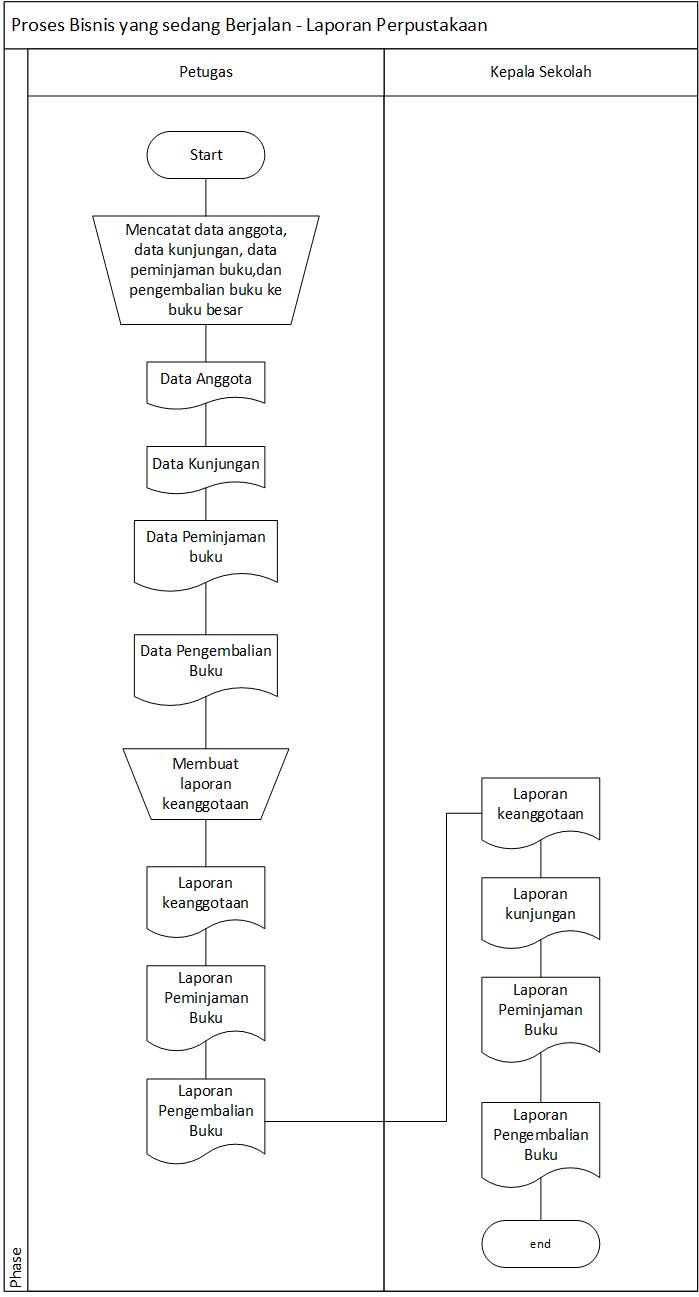 Proses Bisnis yang sedang Berjalan - Laporan Perpustakaan
Petugas
Kepala Sekolah
Start
Mencatat data anggota,
data kunjungan, data
peminjaman buku,dan
pengembalian buku ke
buku besar
Data Anggota
Data Kunjungan
Data Peminjaman
buku
Data Pengembalian
Buku
Membuat
laporan
keanggotaan
Laporan
keanggotaan
Laporan
Peminjaman
Buku
Laporan
Pengembalian
Buku
Laporan
keanggotaan
Laporan
kunjungan
Laporan
Peminjaman
Buku
Laporan
Pengembalian
Buku
end
Phase